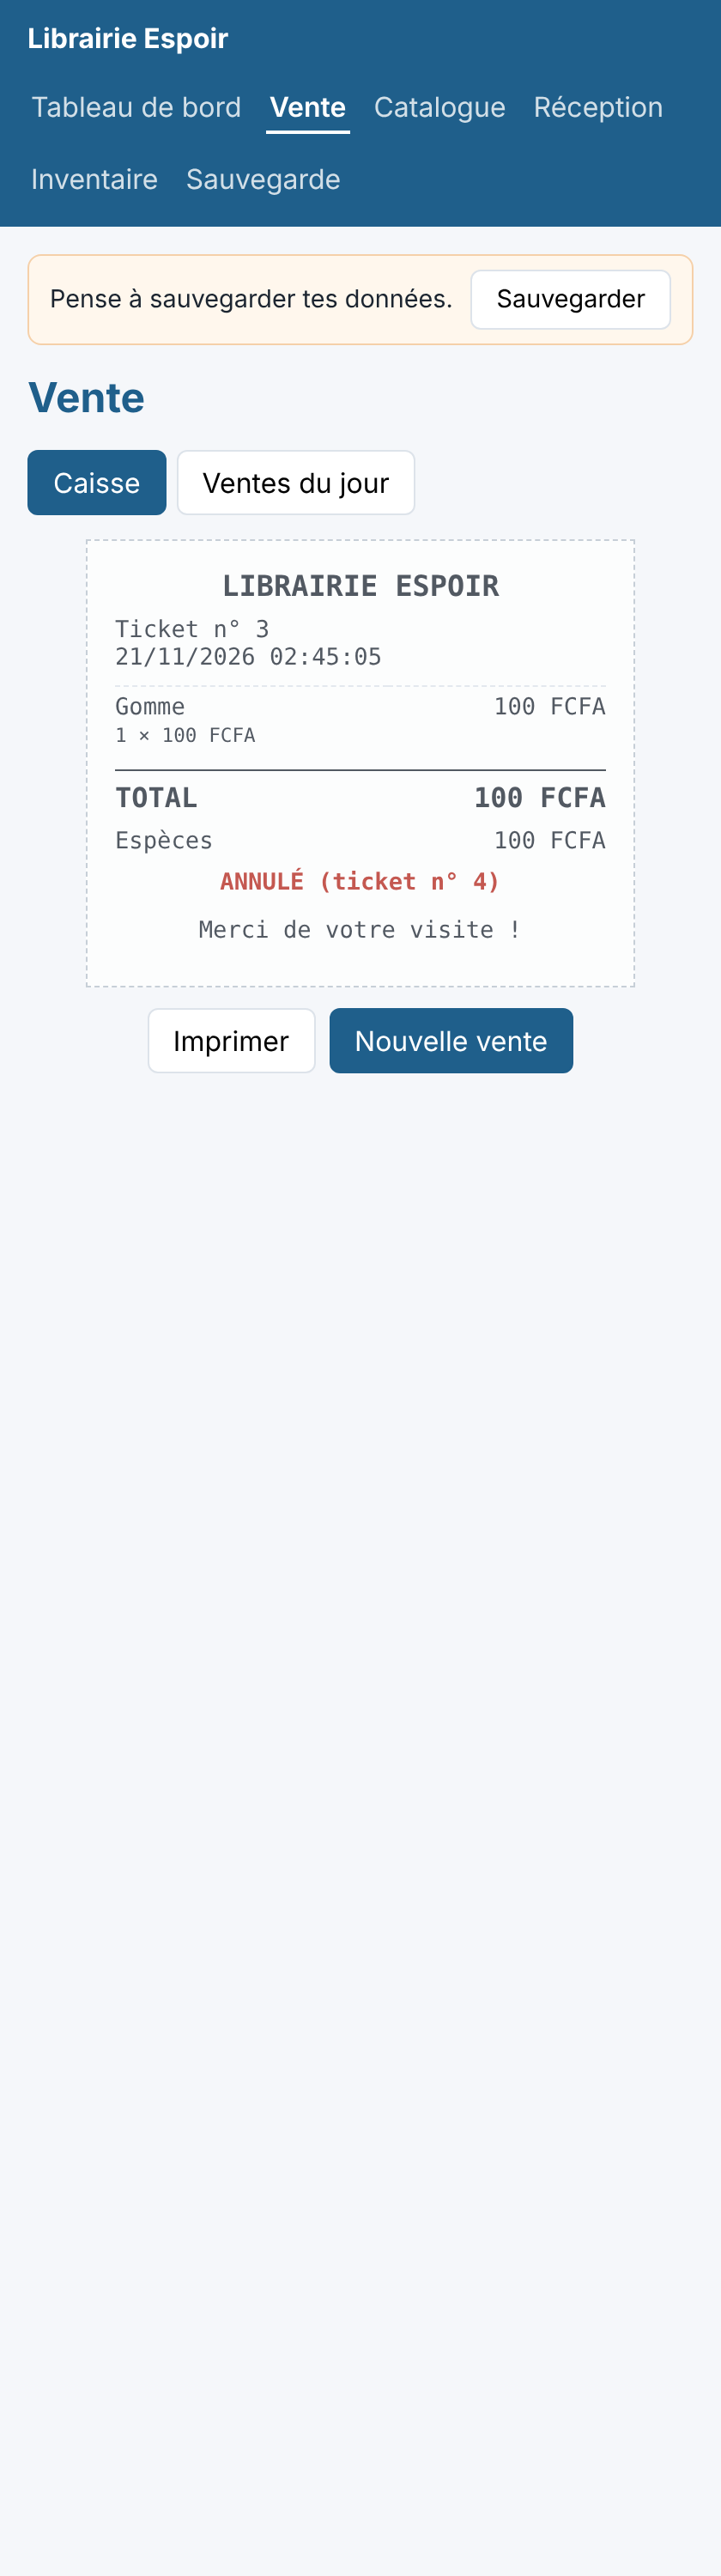 Librairie Espoir
Tableau de bord Vente Catalogue Réception
Inventaire Sauvegarde
Pense à sauvegarder tes données. Sauvegarder
Vente
Caisse Ventes du jour
LIBRAIRIE ESPOIR
Ticket n° 3
21/11/2026 02:45:05
Gomme 100 FCFA
1 × 100 FCFA
TOTAL 100 FCFA
Espèces 100 FCFA
ANNULÉ (ticket n° 4)
Merci de votre visite !
Imprimer Nouvelle vente